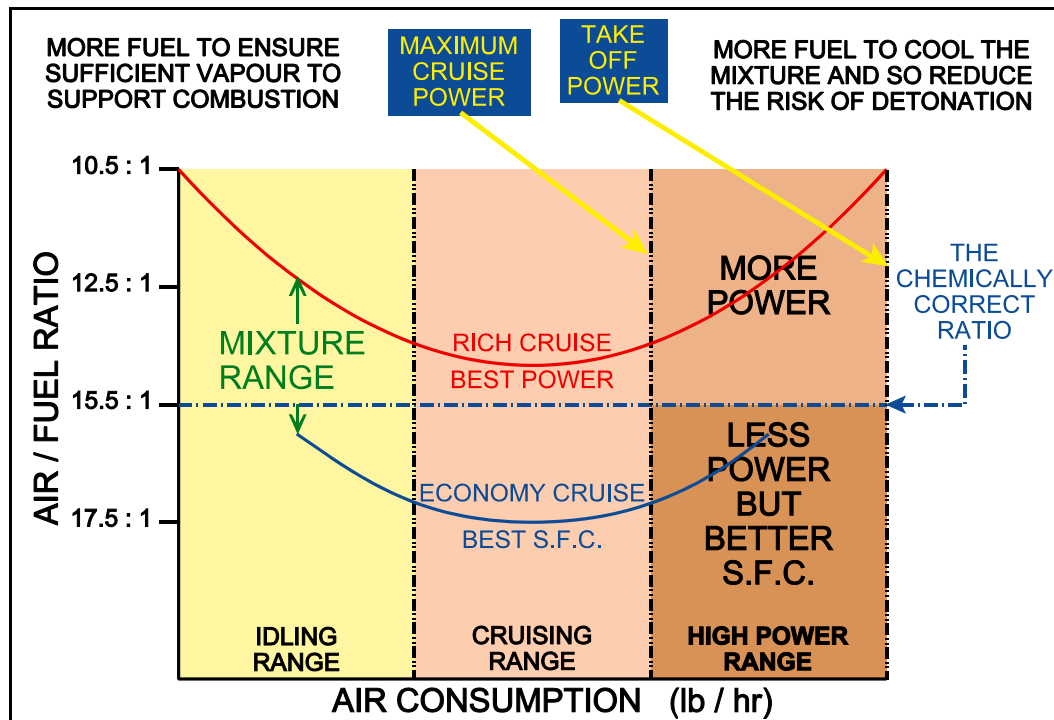 MORE FUEL TO ENSURE
SUFFICIENT VAPOUR TO
SUPPORT COMBUSTION
MAXIMUM
CRUISE
POWER
TAKE
OFF
POWER
MORE FUEL TO COOL THE
MIXTURE AND SO REDUCE
THE RISK OF DETONATION
AIR / FUEL RATIO
10.5 : 1
12.5 : 1
15.5 : 1
17.5 : 1
MIXTURE
RANGE
RICH CRUISE
BEST POWER
ECONOMY CRUISE
BEST S.F.C.
MORE
POWER
LESS
POWER
BUT
BETTER
S.F.C.
THE
CHEMICALLY
CORRECT
RATIO
IDLING
RANGE
CRUISING
RANGE
HIGH POWER
RANGE
AIR CONSUMPTION (lb / hr)